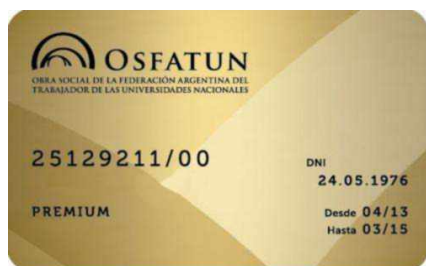 OSFATUN
OBRA SOCIAL DE LA FEDERACIÓN ARGENTINA DEL
TRABAJADOR DE LAS UNIVERSIDADES NACIONALES
25129211/00
DNI
24.05.1976
PREMIUM
Desde 04/13
Hasta 03/15